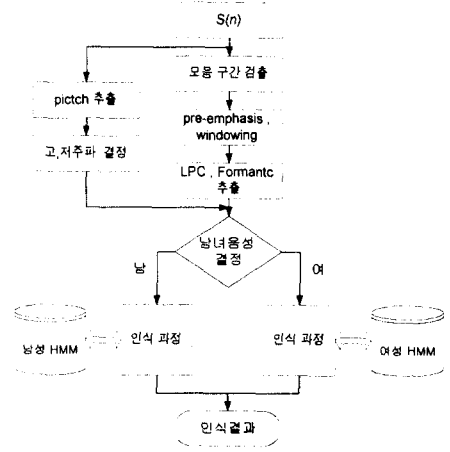 S(n)
모음 구간 검출
pictch 추출
pre-emphasis ,
windowing
고,저주파 결정
LPC , Formantc
추출
남녀음성
결정
남
여
남성 HMM
인식 과정
인식 과정
여성 HMM
인식결과